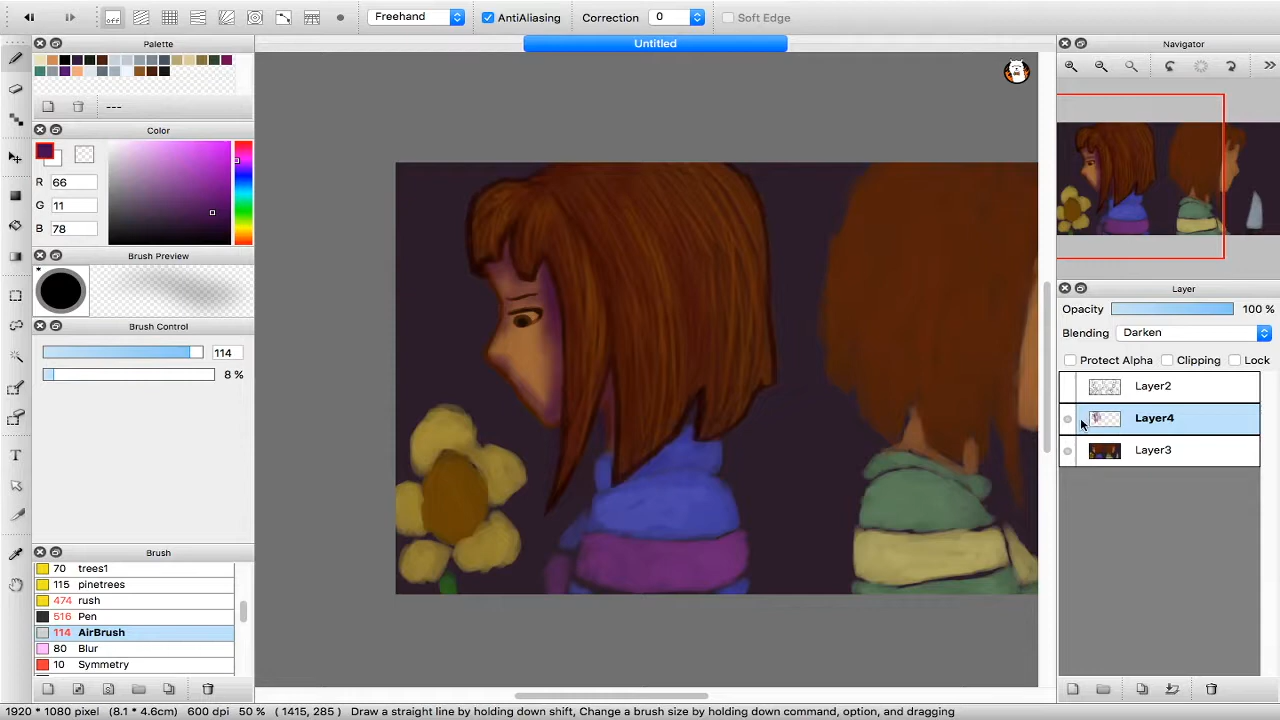 off Freehand AntiAliasing Correction 0 Soft Edge
Palette
Untitled
Navigator
---
Color
R 66
G 11
B 78
Brush Preview
*
Brush Control
114
8 %
Layer
Opacity 100 %
Blending Darken
Protect Alpha Clipping Lock
Layer2
Layer4
Layer3
Brush
70 trees1
115 pinetrees
474 rush
516 Pen
114 AirBrush
80 Blur
10 Symmetry
1920 * 1080 pixel (8.1 * 4.6cm) 600 dpi 50 % ( 1415, 285 ) Draw a straight line by holding down shift, Change a brush size by holding down command, option, and dragging